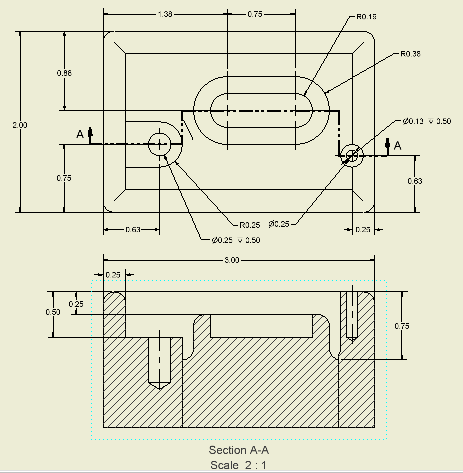 1.38
0.75
R0.19
R0.38
0.88
2.00
Ø0.13 ↧ 0.50
A
A
0.75
0.63
R0.25
Ø0.25
0.63
Ø0.25 ↧ 0.50
0.25
3.00
0.25
0.25
0.50
0.75
Section A-A
Scale 2 : 1